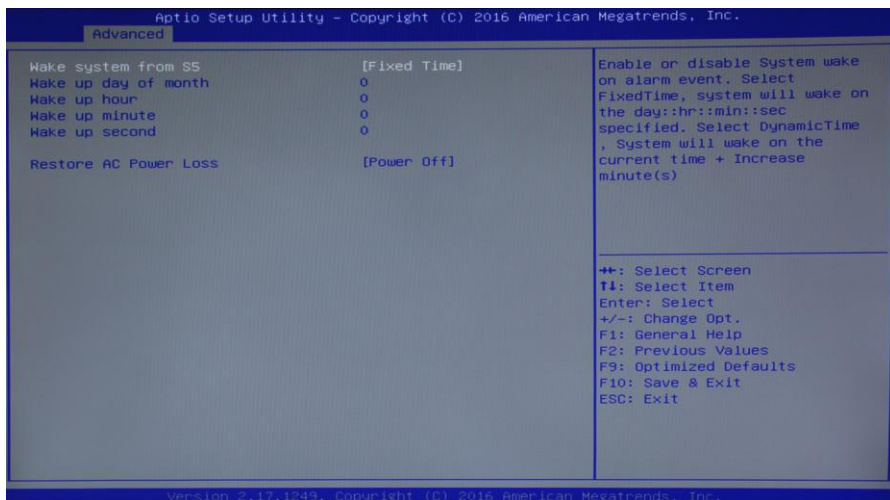 Aptio Setup Utility – Copyright (C) 2016 American Megatrends, Inc.
Advanced
Wake system from S5 [Fixed Time]
Wake up day of month 0
Wake up hour 0
Wake up minute 0
Wake up second 0
Restore AC Power Loss [Power Off]
Enable or disable System wake
on alarm event. Select
FixedTime, system will wake on
the day::hr::min::sec
specified. Select DynamicTime
, System will wake on the
current time + Increase
minute(s)
→←: Select Screen
↑↓: Select Item
Enter: Select
+/-: Change Opt.
F1: General Help
F2: Previous Values
F9: Optimized Defaults
F10: Save & Exit
ESC: Exit
Version 2.17.1249. Copyright (C) 2016 American Megatrends, Inc.